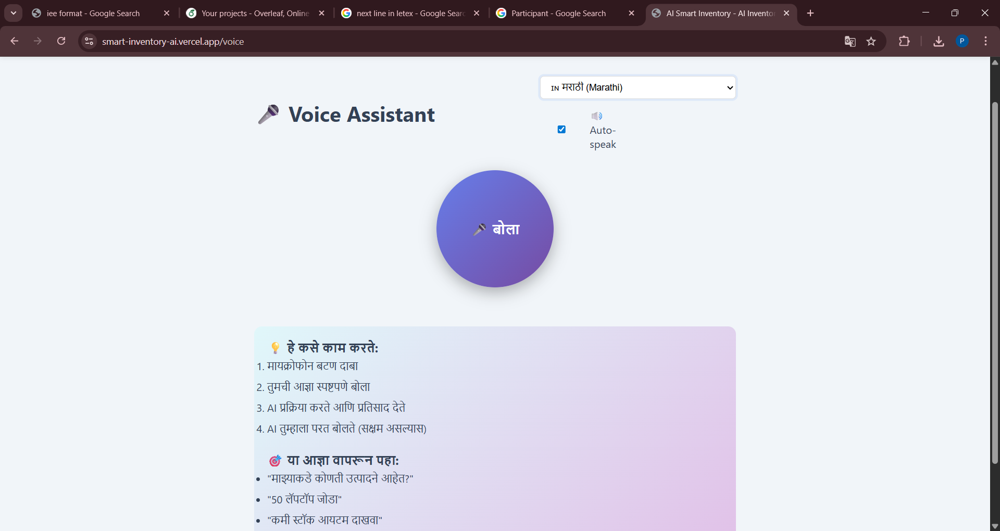 iee format - Google Search
Your projects - Overleaf, Online
next line in letex - Google Searc
Participant - Google Search
AI Smart Inventory - AI Invento
smart-inventory-ai.vercel.app/voice
P
IN मराठी (Marathi)
🎤 Voice Assistant
🔊
Auto-
speak
🎤 बोला
💡 हे कसे काम करते:
1. मायक्रोफोन बटण दाबा
2. तुमची आज्ञा स्पष्टपणे बोला
3. AI प्रक्रिया करते आणि प्रतिसाद देते
4. AI तुम्हाला परत बोलते (सक्षम असल्यास)
🎯 या आज्ञा वापरून पहा:
• "माझ्याकडे कोणती उत्पादने आहेत?"
• "50 लॅपटॉप जोडा"
• "कमी स्टॉक आयटम दाखवा"